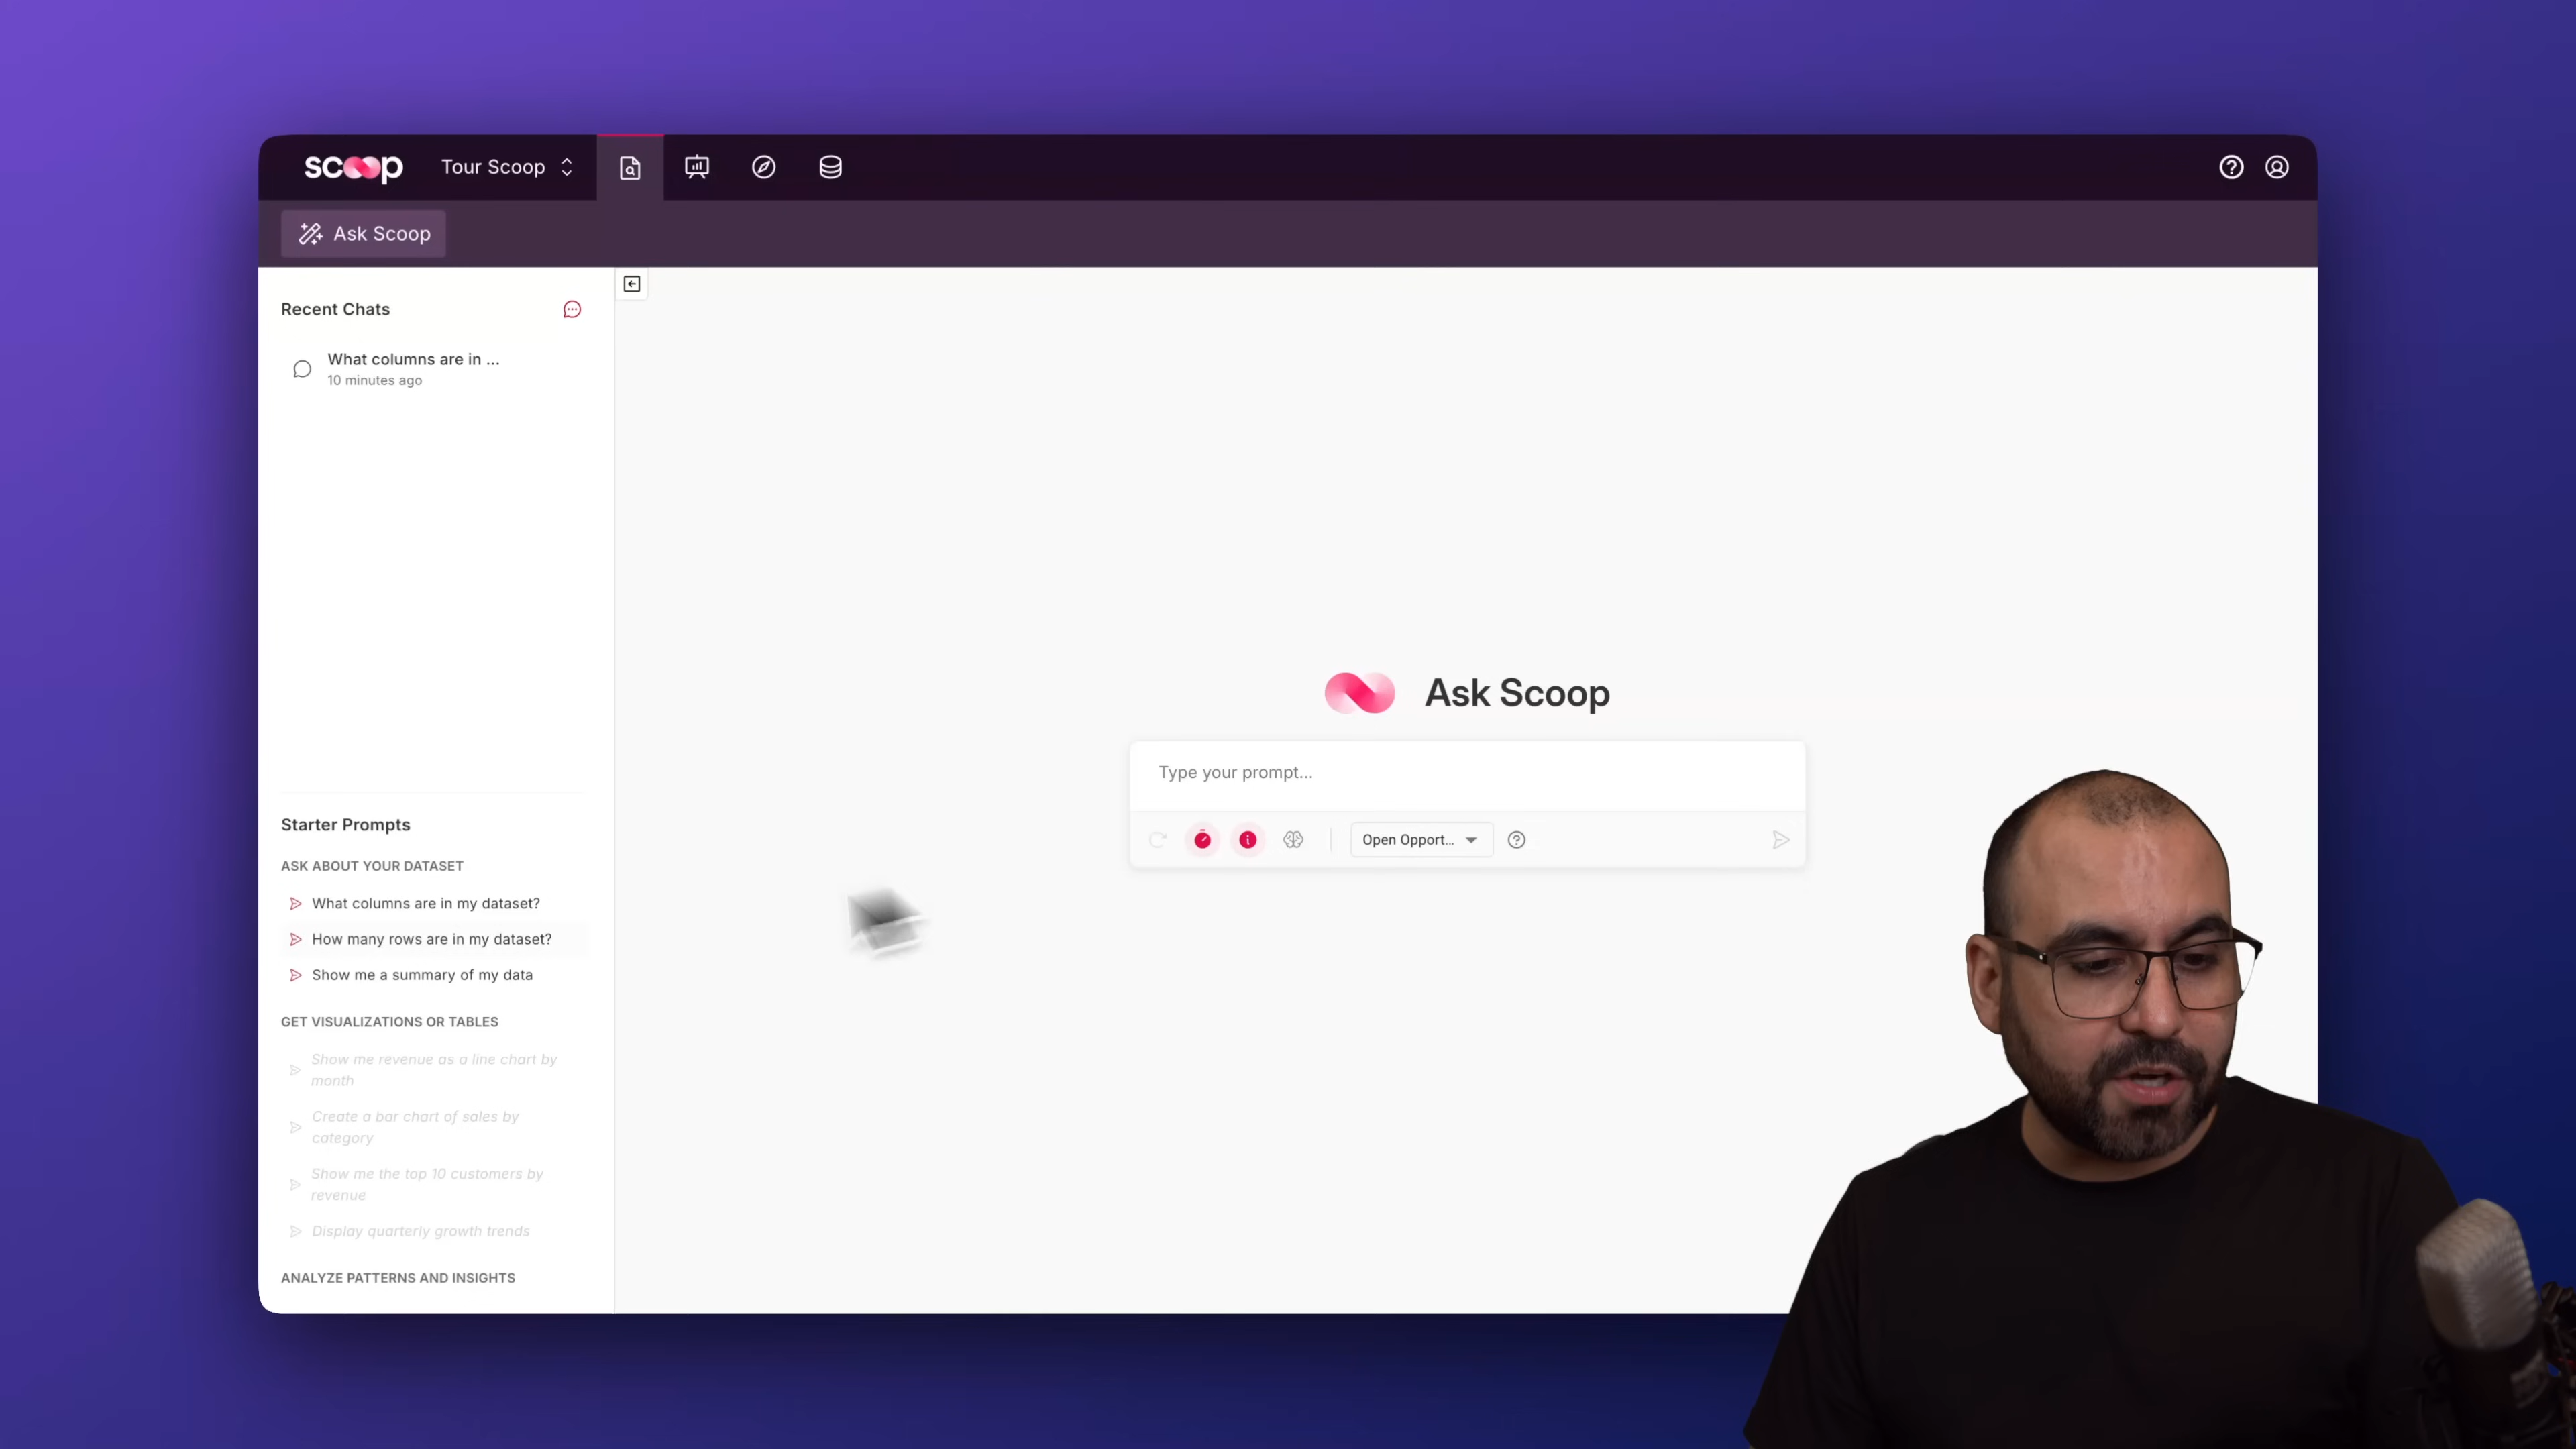 scoop
Tour Scoop
Ask Scoop
Recent Chats
What columns are in ...
10 minutes ago
Starter Prompts
ASK ABOUT YOUR DATASET
What columns are in my dataset?
How many rows are in my dataset?
Show me a summary of my data
GET VISUALIZATIONS OR TABLES
Show me revenue as a line chart by
month
Create a bar chart of sales by
category
Show me the top 10 customers by
revenue
Display quarterly growth trends
ANALYZE PATTERNS AND INSIGHTS
Ask Scoop
Type your prompt...
Open Opport...